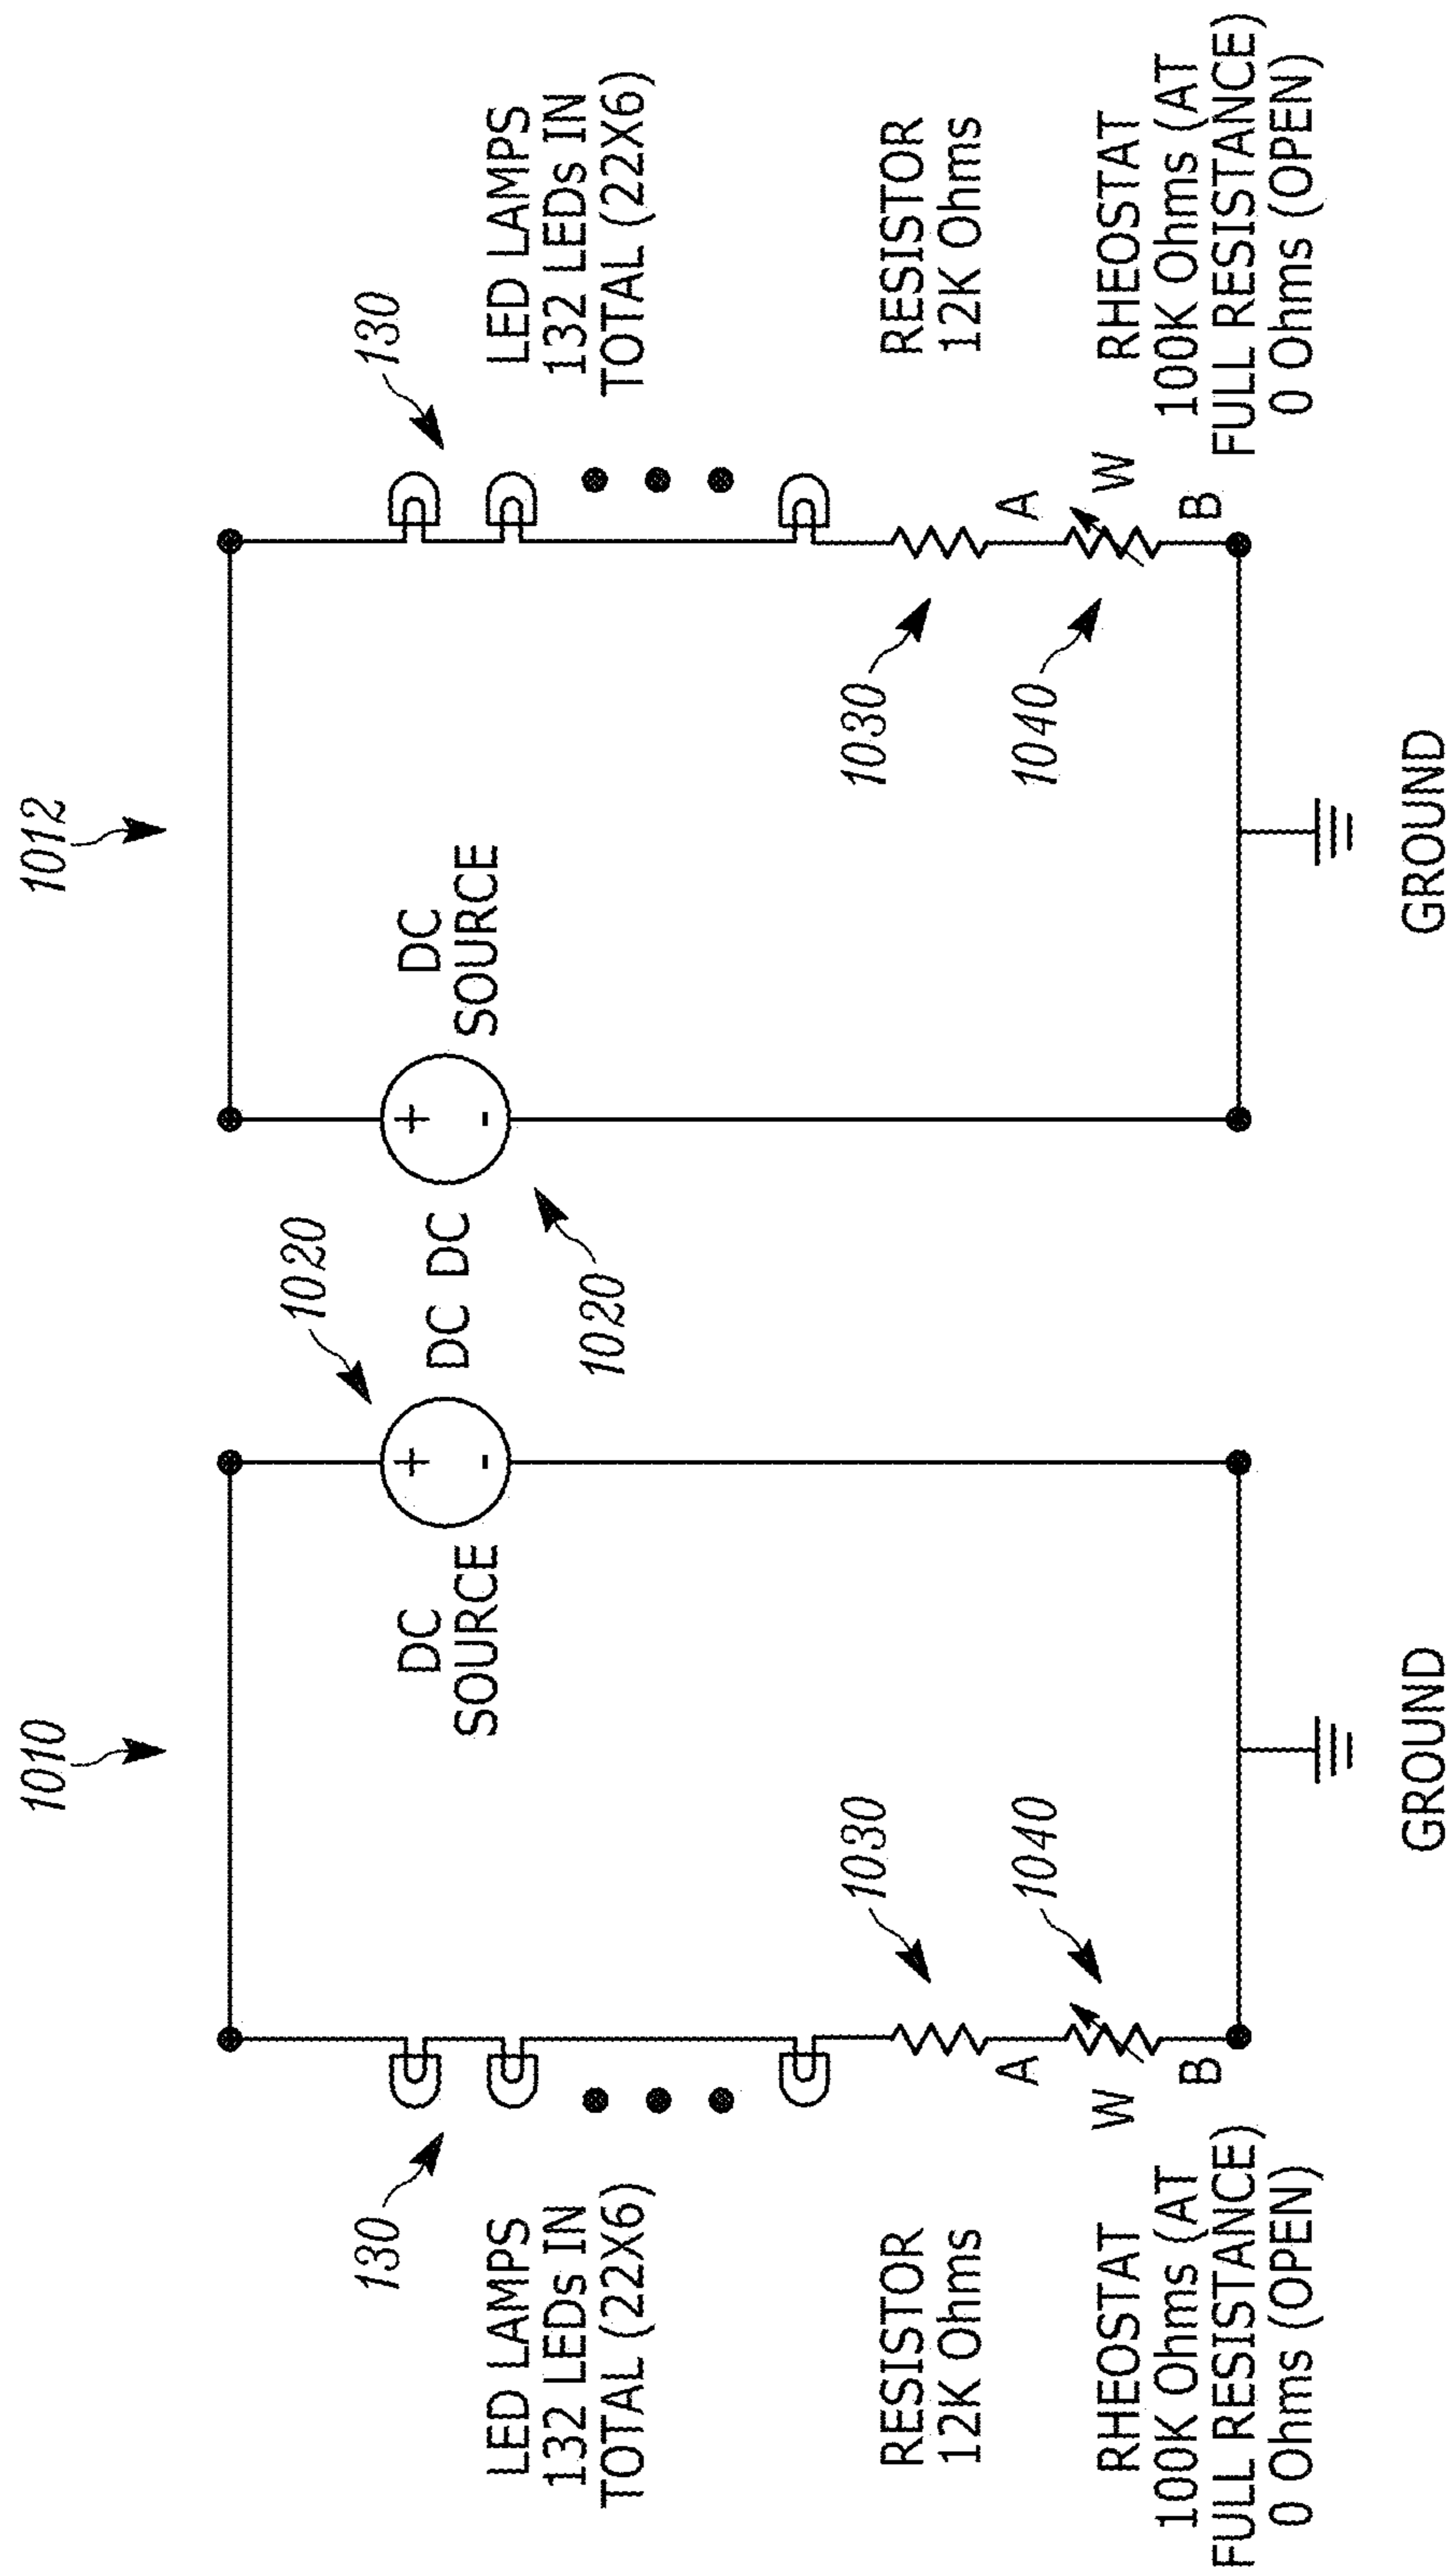 1010
1012
130
LED LAMPS
132 LEDs IN
TOTAL (22X6)
DC
SOURCE
+
-
1020
DC DC
1020
+
-
DC
SOURCE
130
LED LAMPS
132 LEDs IN
TOTAL (22X6)
RESISTOR
12K Ohms
1030
1030
RESISTOR
12K Ohms
RHEOSTAT
100K Ohms (AT
FULL RESISTANCE)
0 Ohms (OPEN)
A
W
B
1040
1040
A
W
B
RHEOSTAT
100K Ohms (AT
FULL RESISTANCE)
0 Ohms (OPEN)
GROUND
GROUND